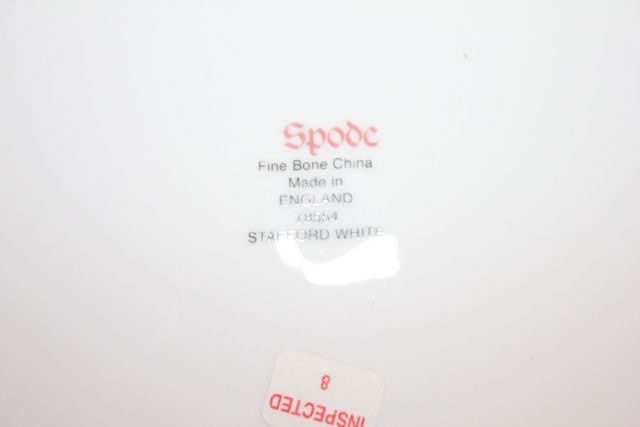 Spode
Fine Bone China
Made in
ENGLAND
Y8554
STAFFORD WHITE
INSPECTED
8